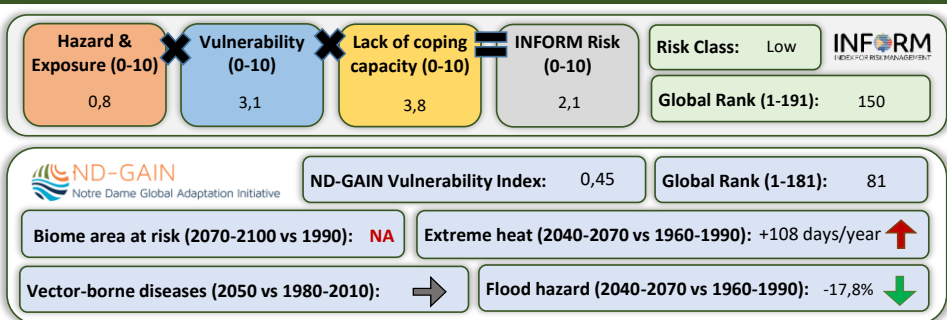 Hazard &
Exposure (0-10)
0,8
Vulnerability
(0-10)
3,1
Lack of coping
capacity (0-10)
3,8
INFORM Risk
(0-10)
2,1
Risk Class: Low
INFORM
INDEX FOR RISK MANAGEMENT
Global Rank (1-191): 150
ND-GAIN
Notre Dame Global Adaptation Initiative
ND-GAIN Vulnerability Index: 0,45
Global Rank (1-181): 81
Biome area at risk (2070-2100 vs 1990): NA
Extreme heat (2040-2070 vs 1960-1990): +108 days/year
Vector-borne diseases (2050 vs 1980-2010):
Flood hazard (2040-2070 vs 1960-1990): -17,8%